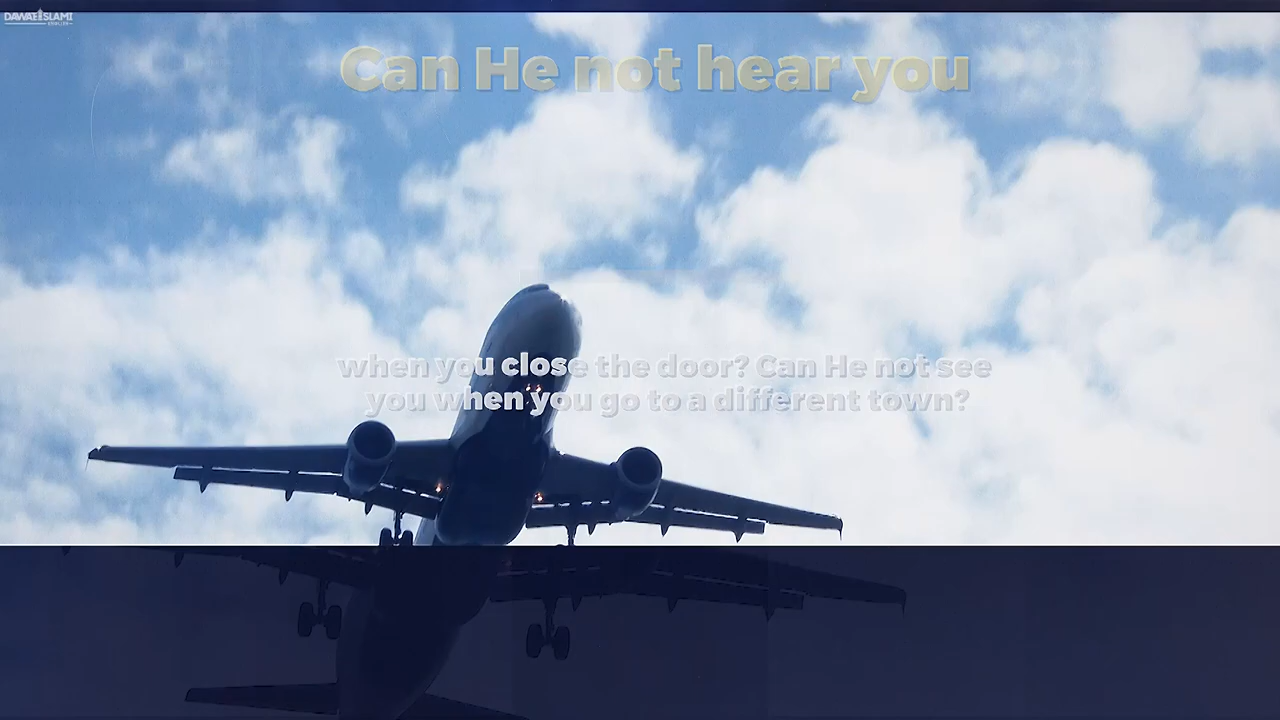 DAWATEISLAMI
Can He not hear you
when you close the door? Can He not see
you when you go to a different town?